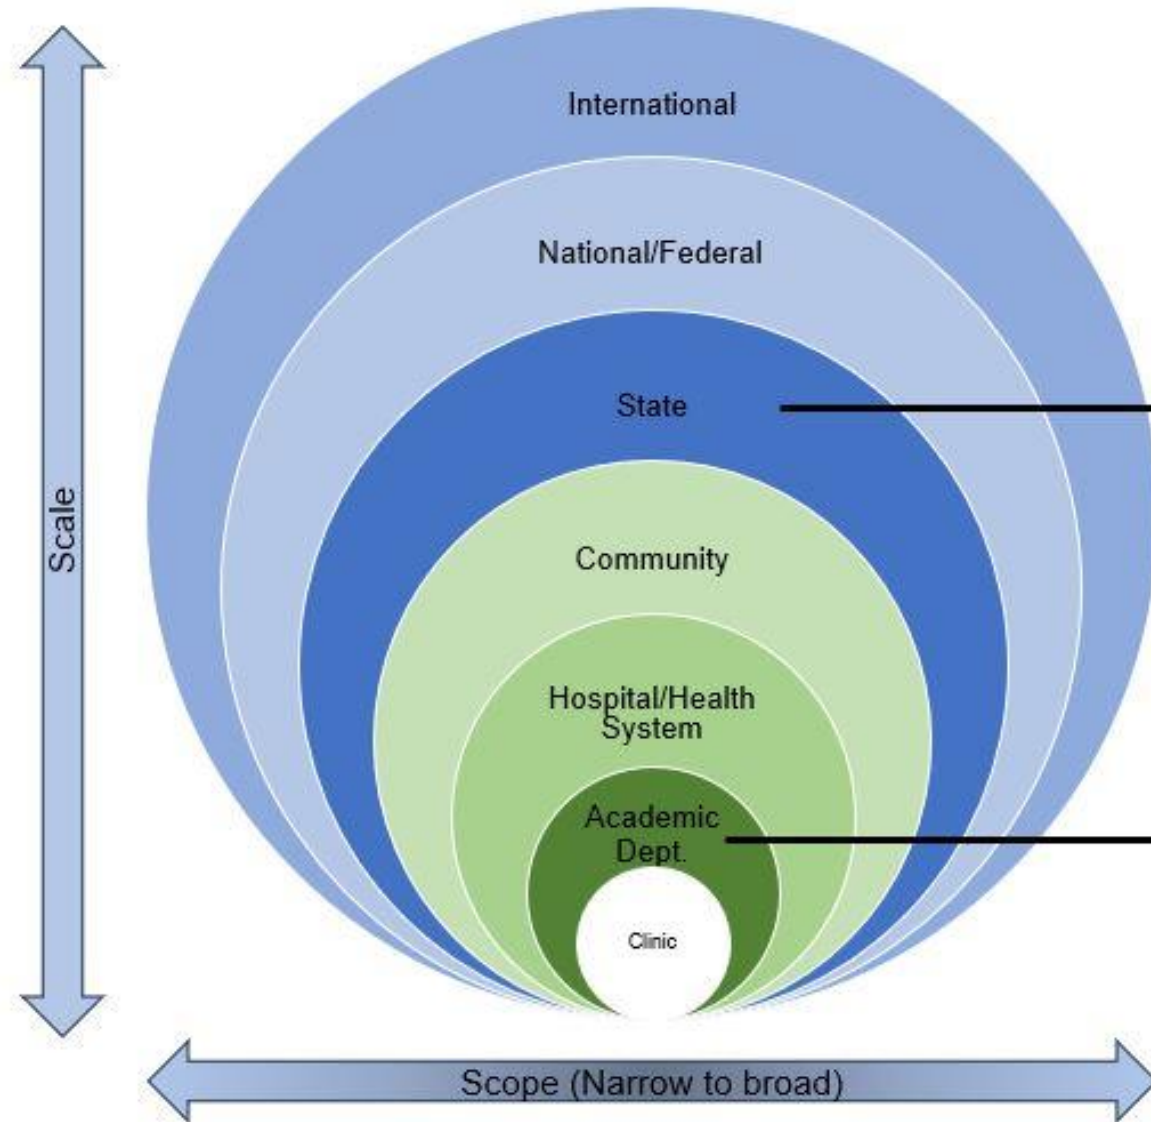 International
National/Federal
State
Community
Hospital/Health
System
Academic
Dept.
Clinic
Scale
Scope (Narrow to broad)